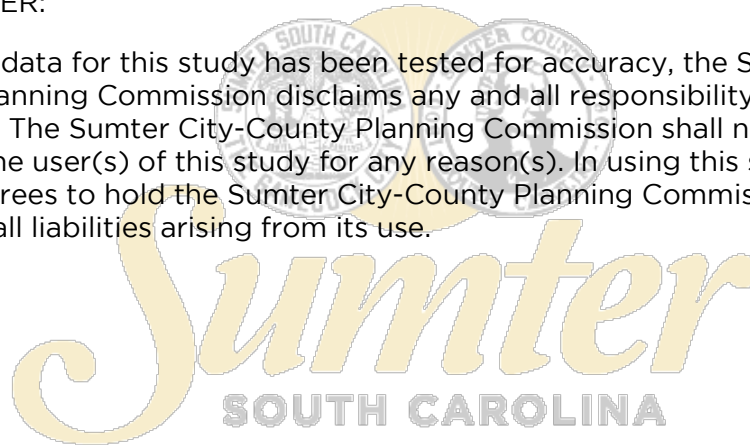 ER:
data for this study has been tested for accuracy, the S
anning Commission disclaims any and all responsibility
. The Sumter City-County Planning Commission shall n
ne user(s) of this study for any reason(s). In using this s
rees to hold the Sumter City-County Planning Commis
all liabilities arising from its use.
Sumter
SOUTH CAROLINA